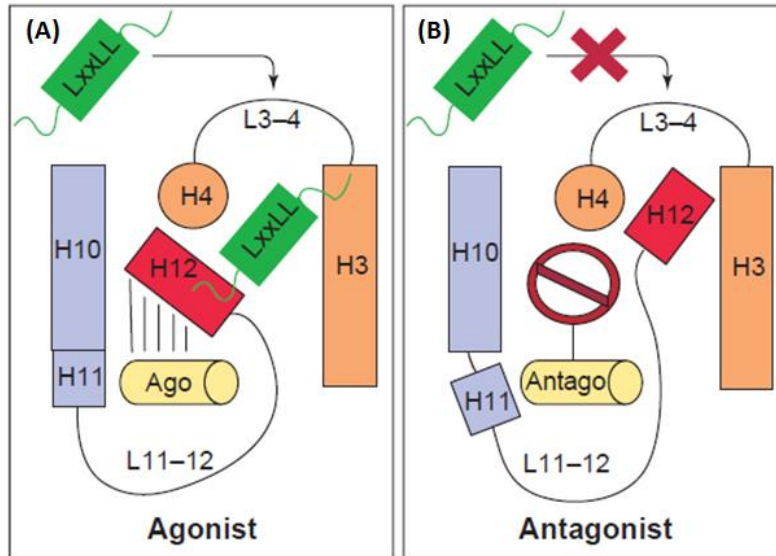 (A)
LxxLL
L3–4
H4
H10
H12
LxxLL
H3
H11
Ago
L11–12
Agonist
(B)
LxxLL
L3–4
H4
H12
H10
H3
H11
Antago
L11–12
Antagonist